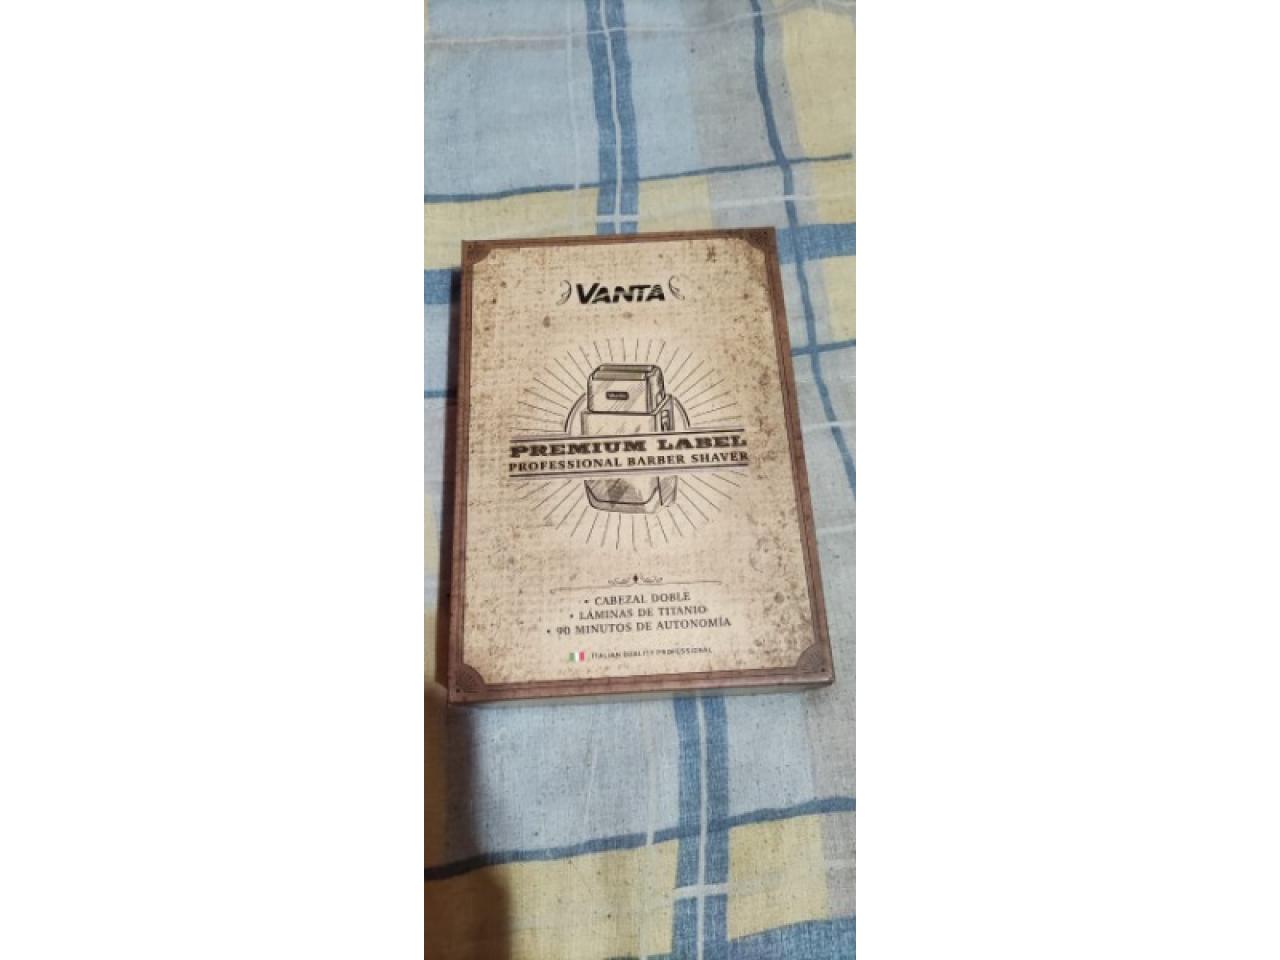 VANTA
PREMIUM LABEL
PROFESSIONAL BARBER SHAVER
• CABEZAL DOBLE
• LÁMINAS DE TITANIO
• 90 MINUTOS DE AUTONOMÍA
ITALIAN QUALITY PROFESSIONAL